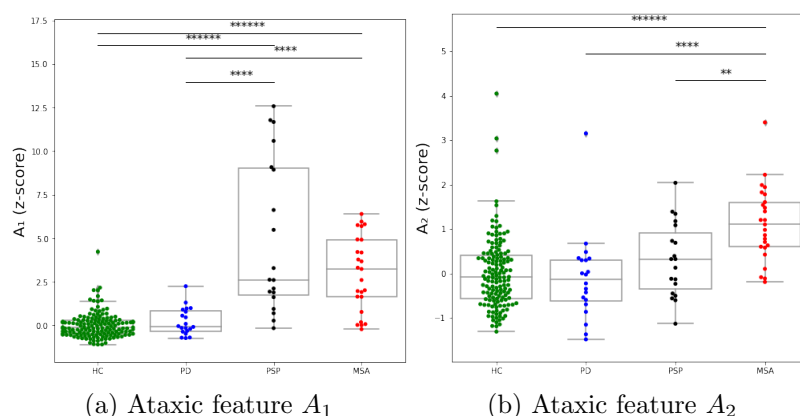 17.5
15.0
12.5
10.0
7.5
5.0
2.5
0.0
A₁ (z-score)
******
******
****
****
HC
PD
PSP
MSA
(a) Ataxic feature A₁
5
4
3
2
1
0
−1
A₂ (z-score)
******
****
**
HC
PD
PSP
MSA
(b) Ataxic feature A₂